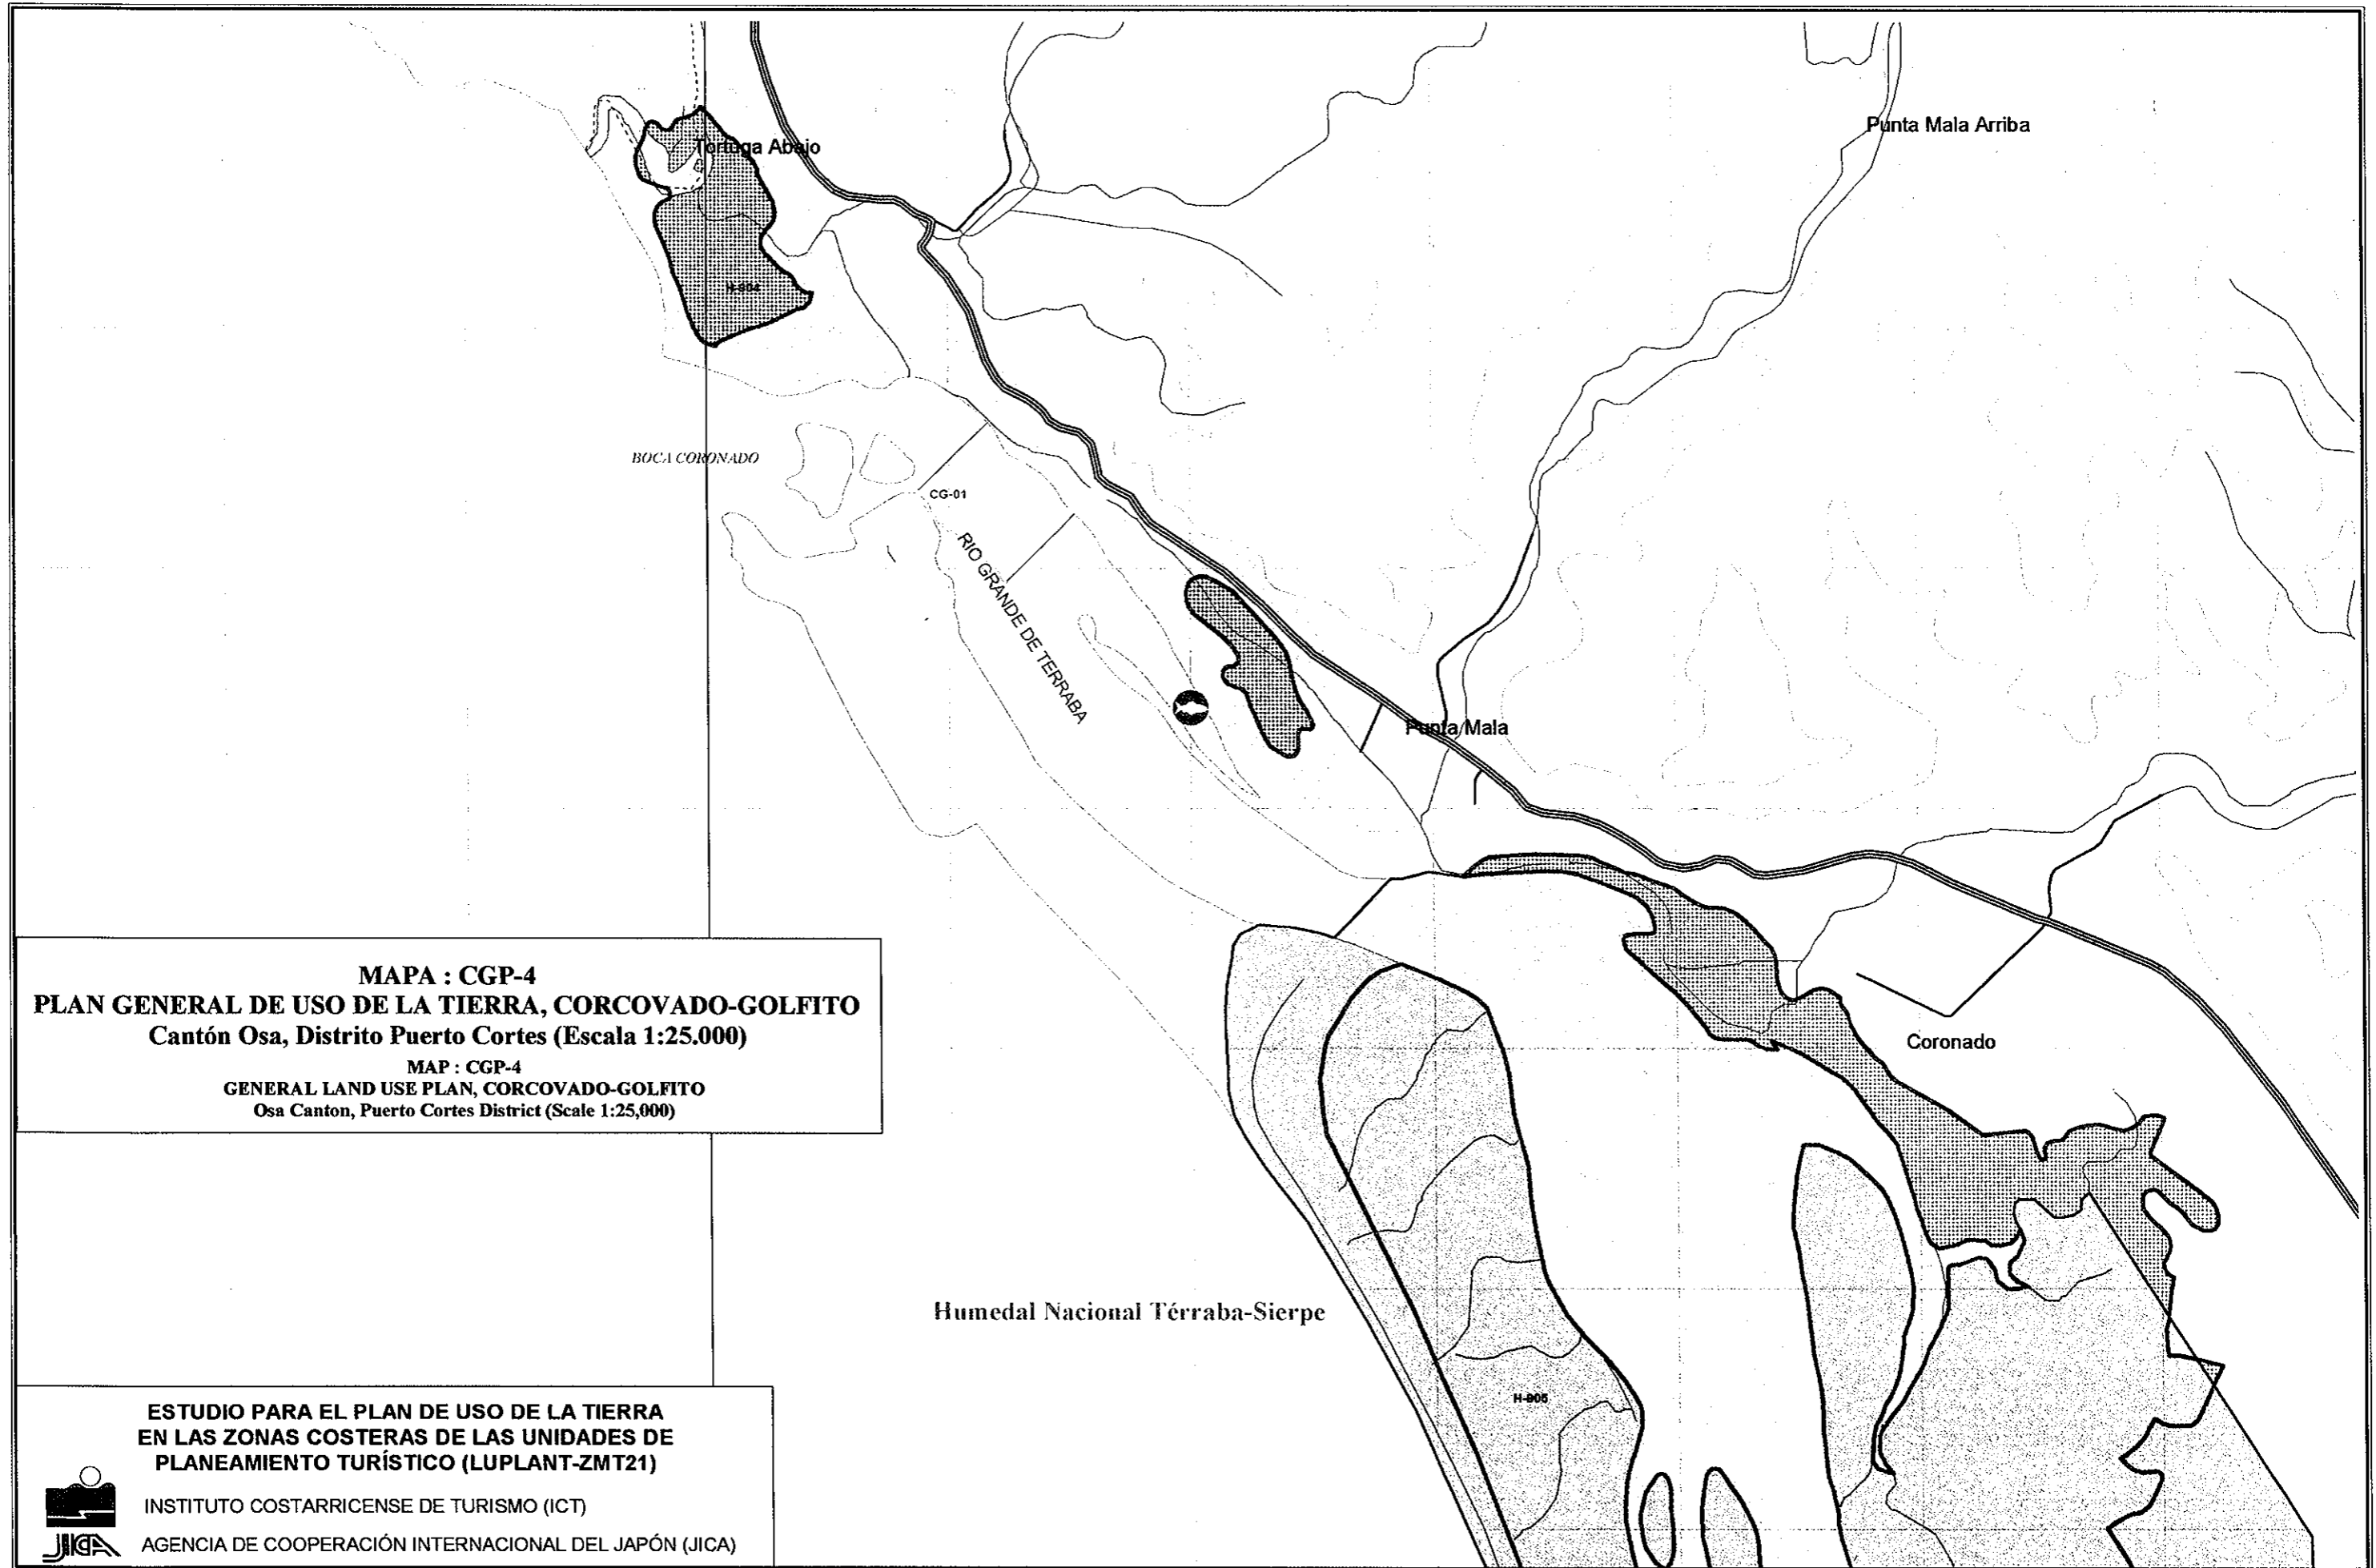 Punta Mala Arriba
Tortuga Abajo
H-804
BOCA CORONADO
CG-01
RIO GRANDE DE TERRABA
Punta Mala
MAPA : CGP-4
PLAN GENERAL DE USO DE LA TIERRA, CORCOVADO-GOLFITO
Cantón Osa, Distrito Puerto Cortes (Escala 1:25.000)
MAP : CGP-4
GENERAL LAND USE PLAN, CORCOVADO-GOLFITO
Osa Canton, Puerto Cortes District (Scale 1:25,000)
Coronado
Humedal Nacional Térraba-Sierpe
H-805
ESTUDIO PARA EL PLAN DE USO DE LA TIERRA
EN LAS ZONAS COSTERAS DE LAS UNIDADES DE
PLANEAMIENTO TURÍSTICO (LUPLANT-ZMT21)
INSTITUTO COSTARRICENSE DE TURISMO (ICT)
JICA
AGENCIA DE COOPERACIÓN INTERNACIONAL DEL JAPÓN (JICA)